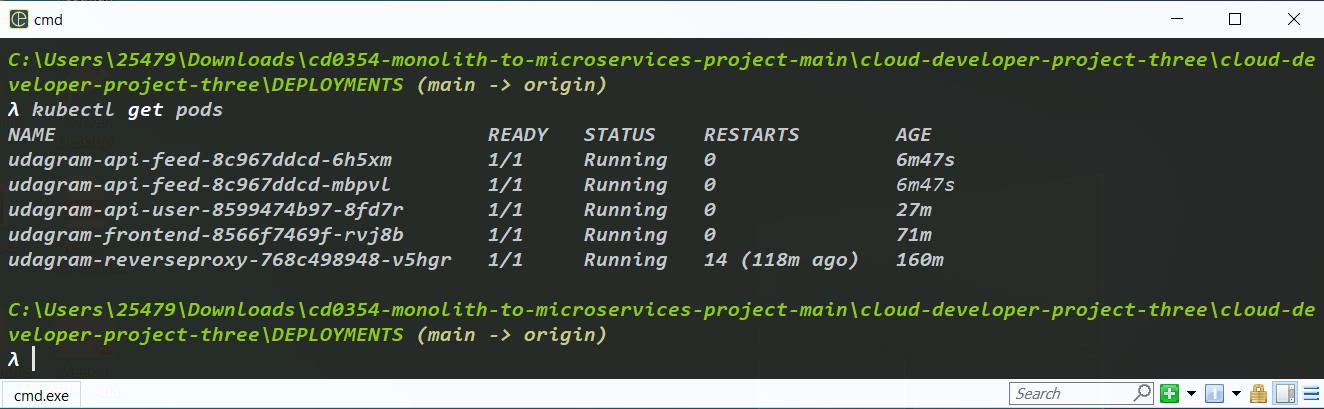 cmd
C:\Users\25479\Downloads\cd0354-monolith-to-microservices-project-main\cloud-developer-project-three\cloud-de
veloper-project-three\DEPLOYMENTS (main -> origin)
λ kubectl get pods
NAME READY STATUS RESTARTS AGE
udagram-api-feed-8c967ddcd-6h5xm 1/1 Running 0 6m47s
udagram-api-feed-8c967ddcd-mbpvl 1/1 Running 0 6m47s
udagram-api-user-8599474b97-8fd7r 1/1 Running 0 27m
udagram-frontend-8566f7469f-rvj8b 1/1 Running 0 71m
udagram-reverseproxy-768c498948-v5hgr 1/1 Running 14 (118m ago) 160m
C:\Users\25479\Downloads\cd0354-monolith-to-microservices-project-main\cloud-developer-project-three\cloud-de
veloper-project-three\DEPLOYMENTS (main -> origin)
λ
cmd.exe
Search
1